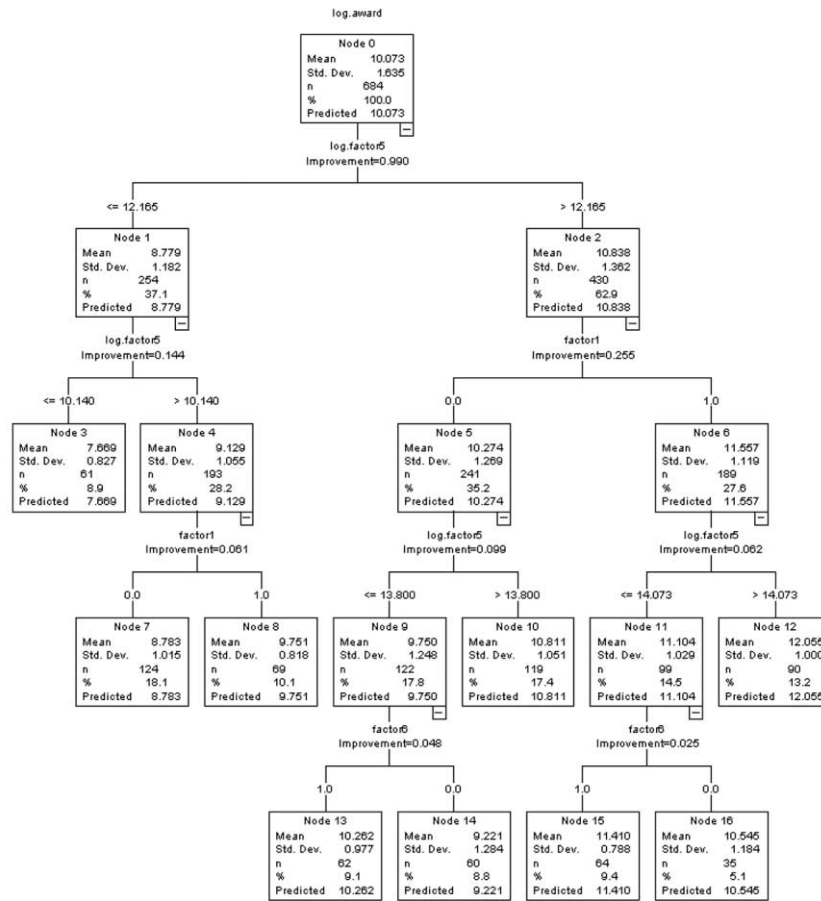 log.award
Node 0
Mean 10.073
Std. Dev. 1.635
n 684
% 100.0
Predicted 10.073
log.factor5
Improvement=0.990
<= 12.165
> 12.165
Node 1
Mean 8.779
Std. Dev. 1.182
n 254
% 37.1
Predicted 8.779
Node 2
Mean 10.838
Std. Dev. 1.362
n 430
% 62.9
Predicted 10.838
log.factor5
Improvement=0.144
factor1
Improvement=0.255
<= 10.140
> 10.140
0.0
1.0
Node 3
Mean 7.669
Std. Dev. 0.827
n 61
% 8.9
Predicted 7.669
Node 4
Mean 9.129
Std. Dev. 1.055
n 193
% 28.2
Predicted 9.129
Node 5
Mean 10.274
Std. Dev. 1.269
n 241
% 35.2
Predicted 10.274
Node 6
Mean 11.557
Std. Dev. 1.119
n 189
% 27.6
Predicted 11.557
factor1
Improvement=0.061
log.factor5
Improvement=0.099
log.factor5
Improvement=0.062
0.0
1.0
<= 13.800
> 13.800
<= 14.073
> 14.073
Node 7
Mean 8.783
Std. Dev. 1.015
n 124
% 18.1
Predicted 8.783
Node 8
Mean 9.751
Std. Dev. 0.818
n 69
% 10.1
Predicted 9.751
Node 9
Mean 9.750
Std. Dev. 1.248
n 122
% 17.8
Predicted 9.750
Node 10
Mean 10.811
Std. Dev. 1.051
n 119
% 17.4
Predicted 10.811
Node 11
Mean 11.104
Std. Dev. 1.029
n 99
% 14.5
Predicted 11.104
Node 12
Mean 12.055
Std. Dev. 1.000
n 90
% 13.2
Predicted 12.055
factor6
Improvement=0.048
factor6
Improvement=0.025
1.0
0.0
1.0
0.0
Node 13
Mean 10.262
Std. Dev. 0.977
n 62
% 9.1
Predicted 10.262
Node 14
Mean 9.221
Std. Dev. 1.284
n 60
% 8.8
Predicted 9.221
Node 15
Mean 11.410
Std. Dev. 0.788
n 64
% 9.4
Predicted 11.410
Node 16
Mean 10.545
Std. Dev. 1.184
n 35
% 5.1
Predicted 10.545